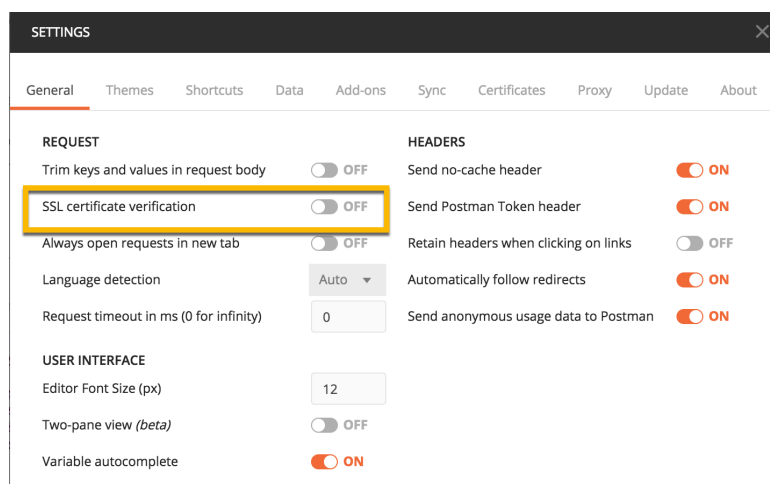 SETTINGS
General Themes Shortcuts Data Add-ons Sync Certificates Proxy Update About
REQUEST
Trim keys and values in request body OFF
SSL certificate verification OFF
Always open requests in new tab OFF
Language detection Auto
Request timeout in ms (0 for infinity) 0
USER INTERFACE
Editor Font Size (px) 12
Two-pane view (beta) OFF
Variable autocomplete ON
HEADERS
Send no-cache header ON
Send Postman Token header ON
Retain headers when clicking on links OFF
Automatically follow redirects ON
Send anonymous usage data to Postman ON